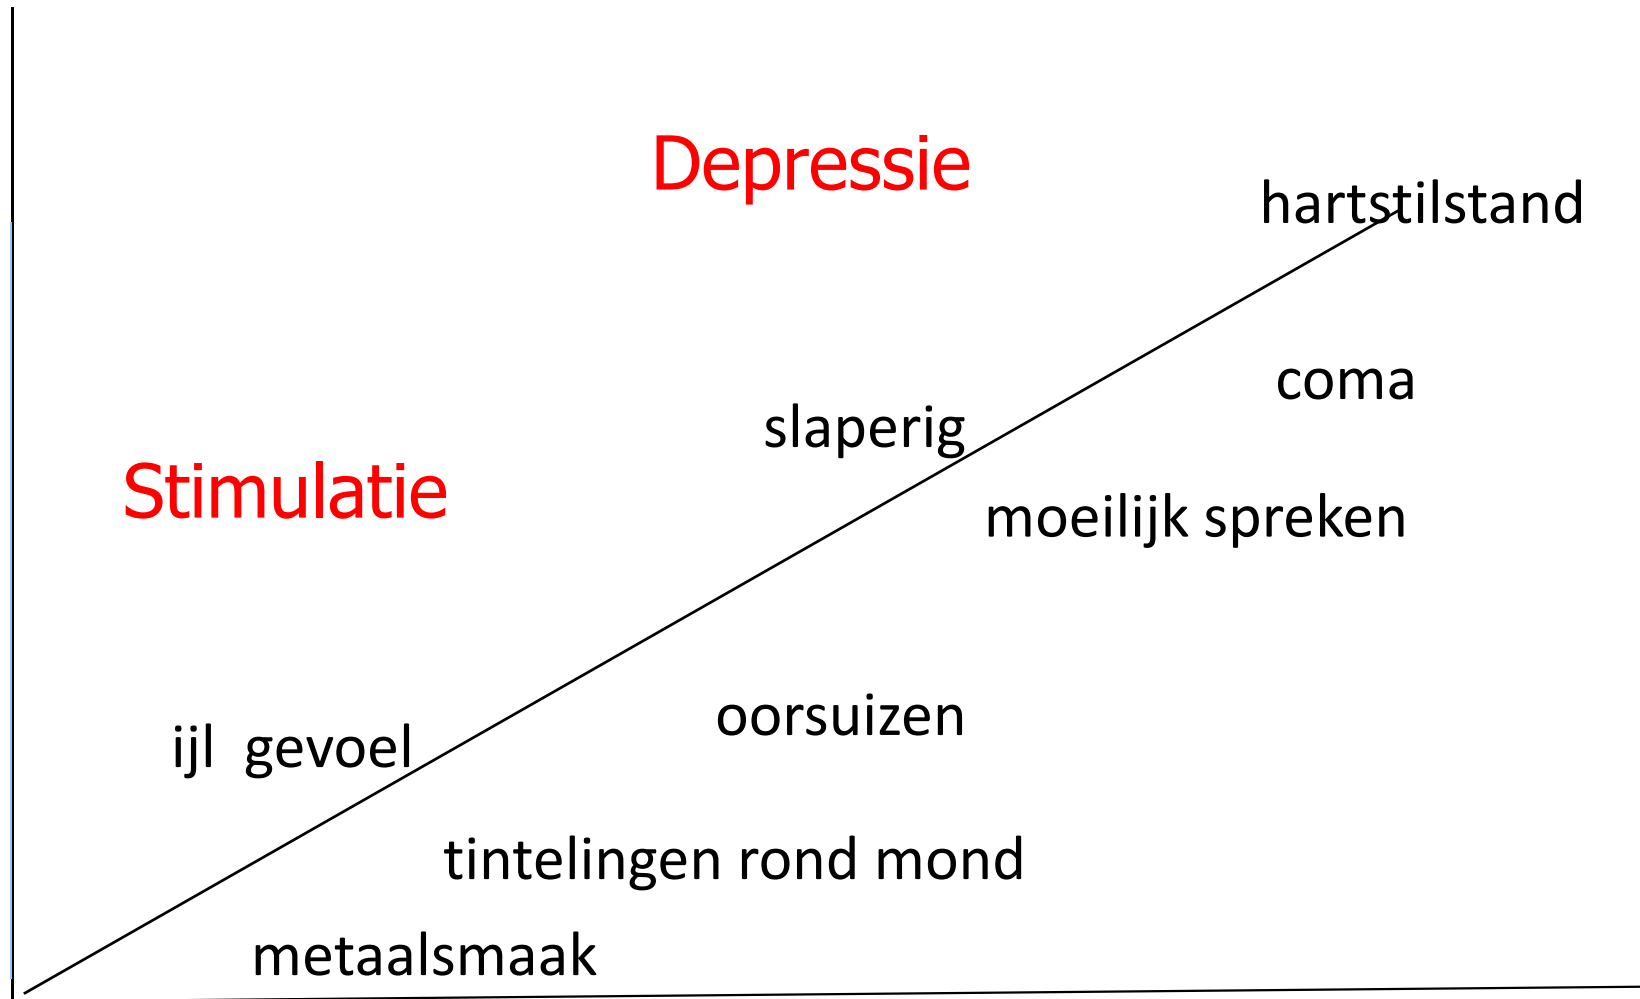 Depressie
hartstilstand
coma
slaperig
Stimulatie
moeilijk spreken
oorsuizen
ijl  gevoel
tintelingen rond mond
metaalsmaak